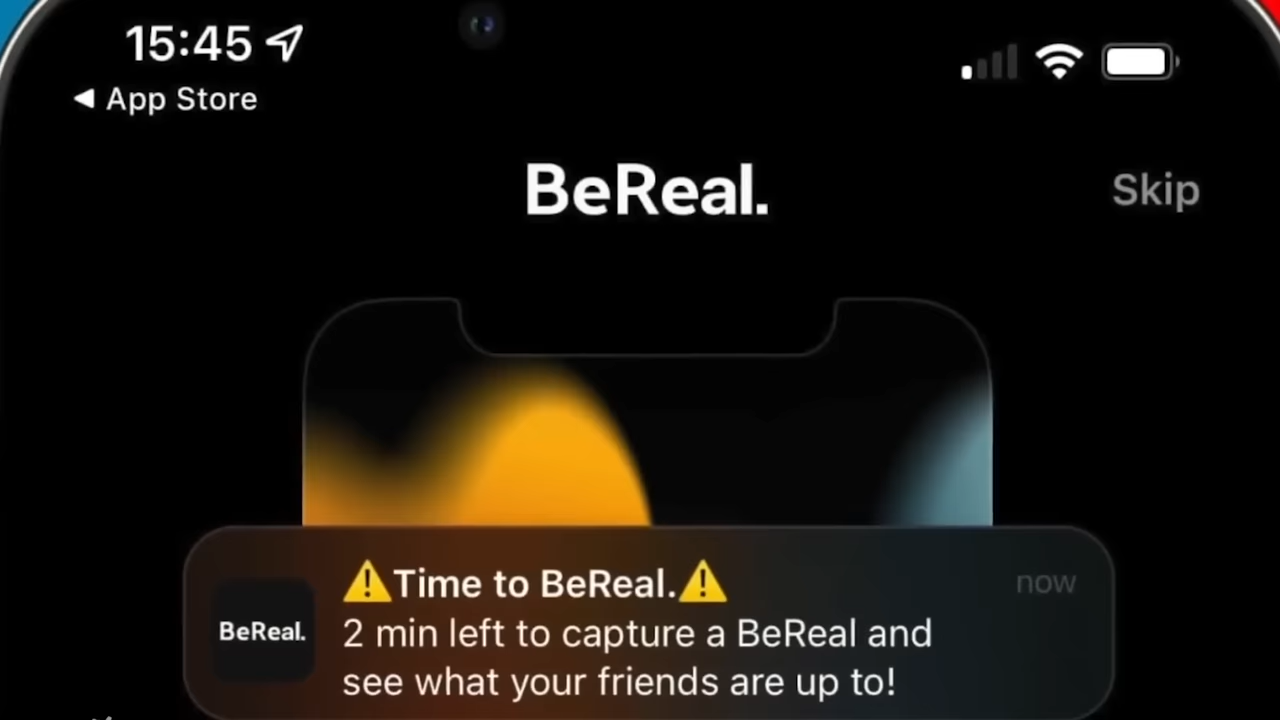 15:45
◀ App Store
BeReal.
Skip
⚠️Time to BeReal.⚠️
now
BeReal.
2 min left to capture a BeReal and
see what your friends are up to!